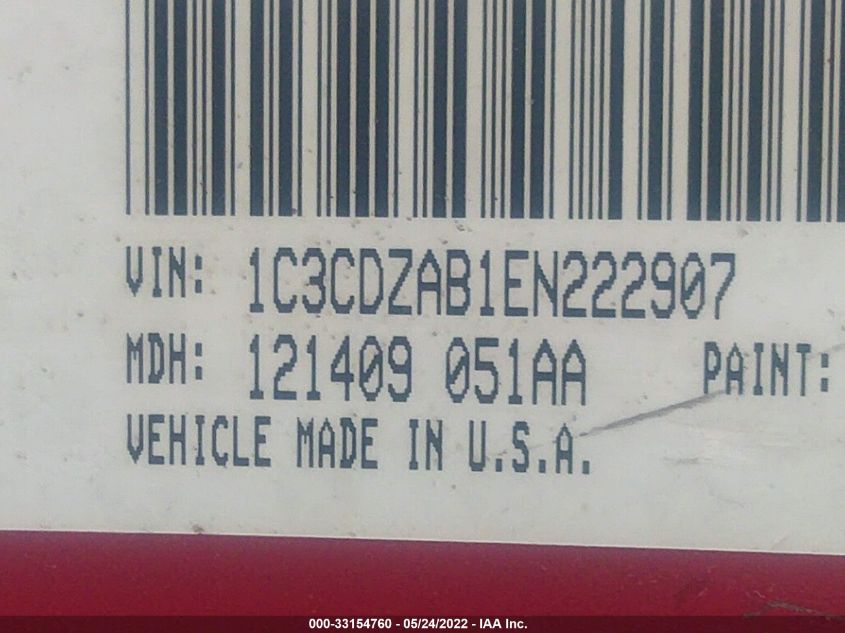 VIN: 1C3CDZAB1EN222907
MDH: 121409 051AA PAINT:
VEHICLE MADE IN U.S.A.
000-33154760 - 05/24/2022 - IAA Inc.